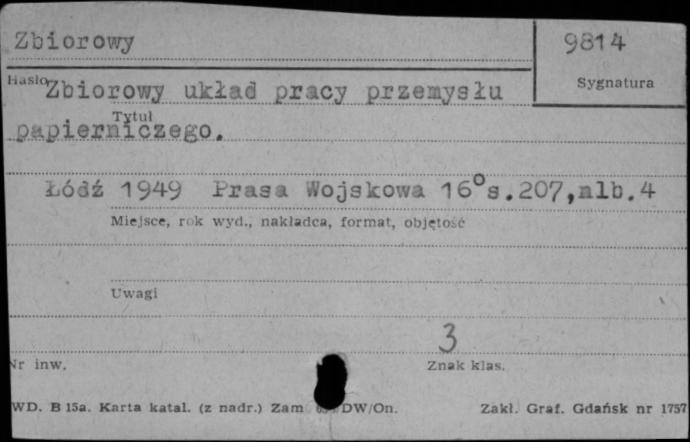 Zbiorowy
9814
Hasło
Sygnatura
Zbiorowy układ pracy przemysłu
Tytuł
papierniczego.
Łódź 1949 Prasa Wojskowa 16° s.207,nlb.4
Miejsce, rok wyd., nakładca, format, objętość
Uwagi
3
Nr inw.
Znak klas.
WD. B 15a. Karta katal. (z nadr.) Zam DW/On.
Zakł. Graf. Gdańsk nr 1757